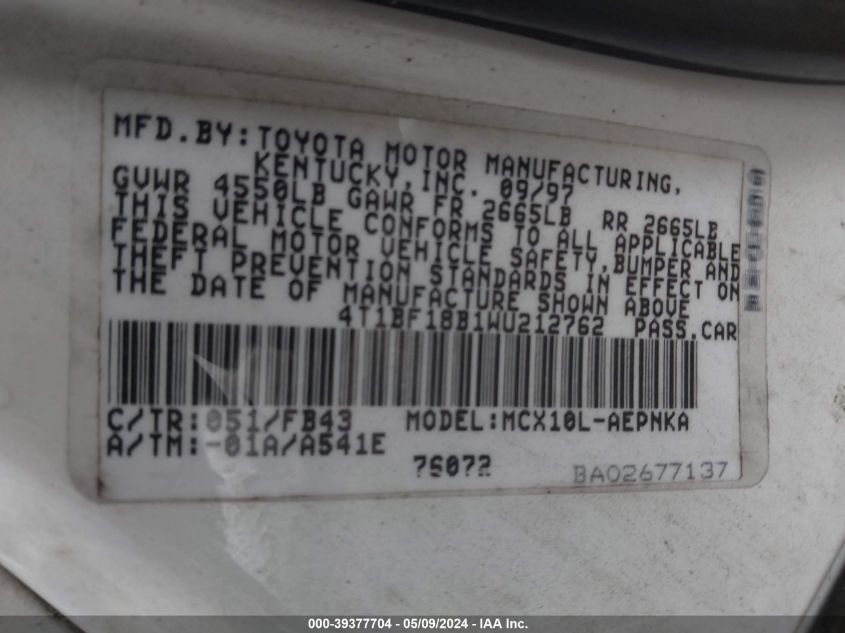 MFD.BY:TOYOTA MOTOR MANUFACTURING,
KENTUCKY,INC. 09/97
GVWR 4550LB GAWR FR 2665LB RR 2665LB
THIS VEHICLE CONFORMS TO ALL APPLICABLE
FEDERAL MOTOR VEHICLE SAFETY,BUMPER AND
THEFT PREVENTION STANDARDS IN EFFECT ON
THE DATE OF MANUFACTURE SHOWN ABOVE
4T1BF18B1WU212762 PASS.CAR
C/TR:051/FB43 MODEL:MCX10L-AEPNKA
A/TM:-01A/A541E
76072
BA02677137
000-39377704 - 05/09/2024 - IAA Inc.